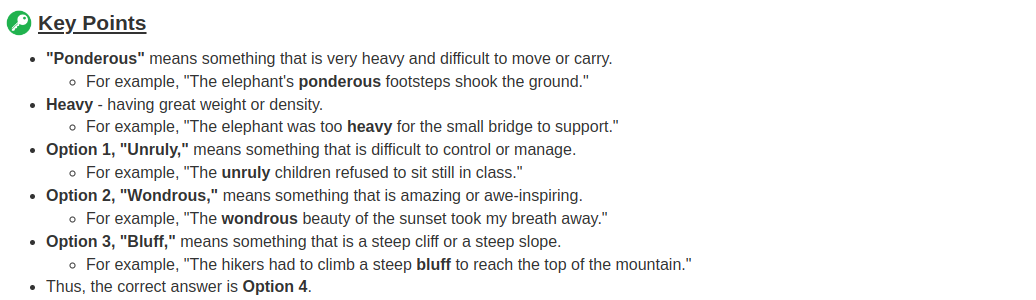 Key Points
"Ponderous" means something that is very heavy and difficult to move or carry.
For example, "The elephant's ponderous footsteps shook the ground."
Heavy - having great weight or density.
For example, "The elephant was too heavy for the small bridge to support."
Option 1, "Unruly," means something that is difficult to control or manage.
For example, "The unruly children refused to sit still in class."
Option 2, "Wondrous," means something that is amazing or awe-inspiring.
For example, "The wondrous beauty of the sunset took my breath away."
Option 3, "Bluff," means something that is a steep cliff or a steep slope.
For example, "The hikers had to climb a steep bluff to reach the top of the mountain."
Thus, the correct answer is Option 4.